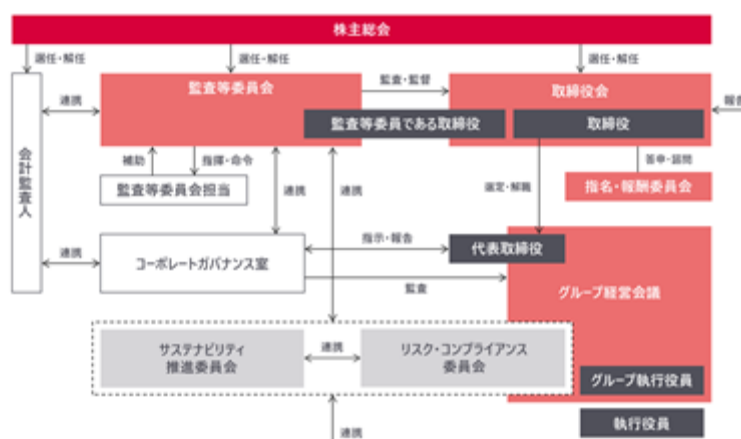 株主総会
選任・解任
選任・解任
選任・解任
監査等委員会
監査・監督
取締役会
連携
報告
監査等委員である取締役
取締役
会計監査人
補助
指揮・命令
答申・諮問
監査等委員会担当
連携
連携
選定・解職
指名・報酬委員会
連携
コーポレートガバナンス室
指示・報告
代表取締役
監査
グループ経営会議
サステナビリティ
推進委員会
連携
リスク・コンプライアンス
委員会
グループ執行役員
執行役員
連携